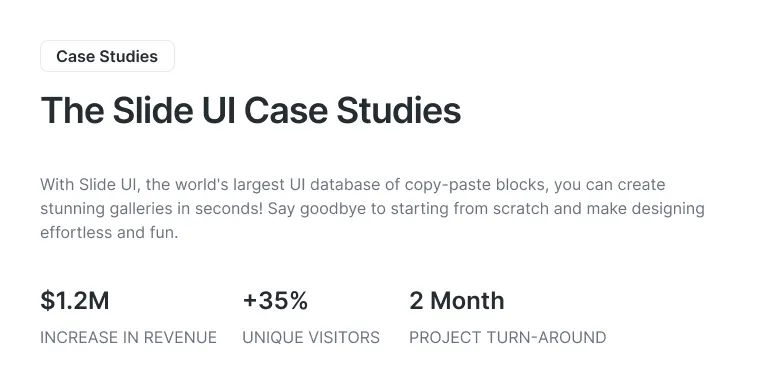 Case Studies
The Slide UI Case Studies
With Slide UI, the world's largest UI database of copy-paste blocks, you can create
stunning galleries in seconds! Say goodbye to starting from scratch and make designing
effortless and fun.
$1.2M +35% 2 Month
INCREASE IN REVENUE UNIQUE VISITORS PROJECT TURN-AROUND